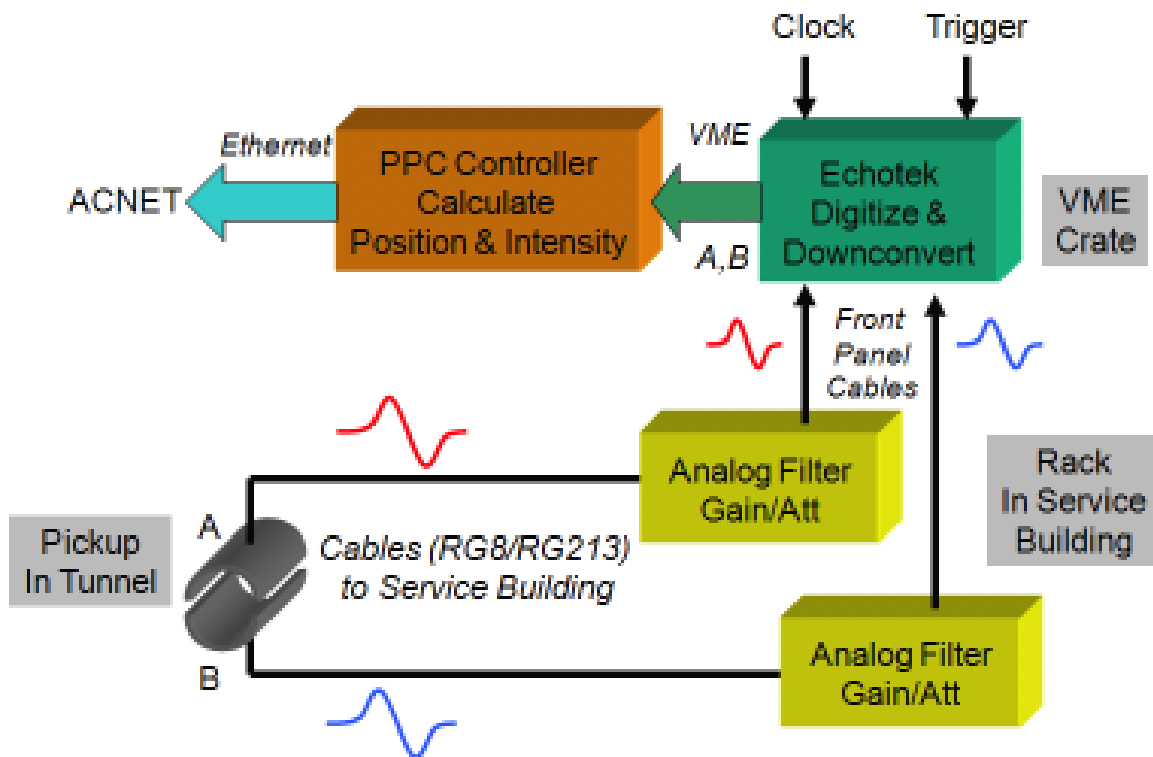 Clock
Trigger
Ethernet
ACNET
PPC Controller
Calculate
Position & Intensity
VME
A,B
Echotek
Digitize &
Downconvert
VME
Crate
Front
Panel
Cables
Analog Filter
Gain/Att
Rack
In Service
Building
Pickup
In Tunnel
A
B
Cables (RG8/RG213)
to Service Building
Analog Filter
Gain/Att